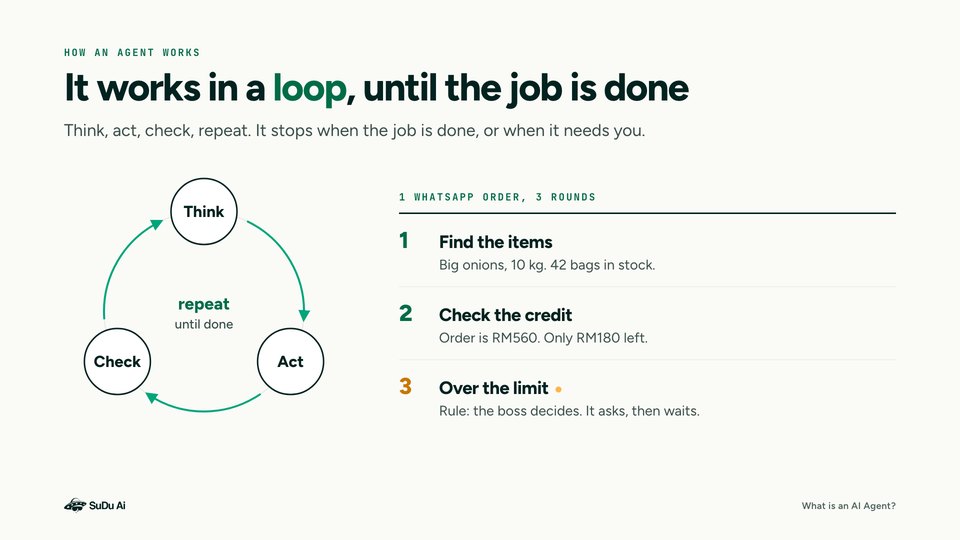 HOW AN AGENT WORKS
It works in a loop, until the job is done
Think, act, check, repeat. It stops when the job is done, or when it needs you.
Think
repeat
until done
Check
Act
1 WHATSAPP ORDER, 3 ROUNDS
1 Find the items
Big onions, 10 kg. 42 bags in stock.
2 Check the credit
Order is RM560. Only RM180 left.
3 Over the limit
Rule: the boss decides. It asks, then waits.
SuDu Ai
What is an AI Agent?